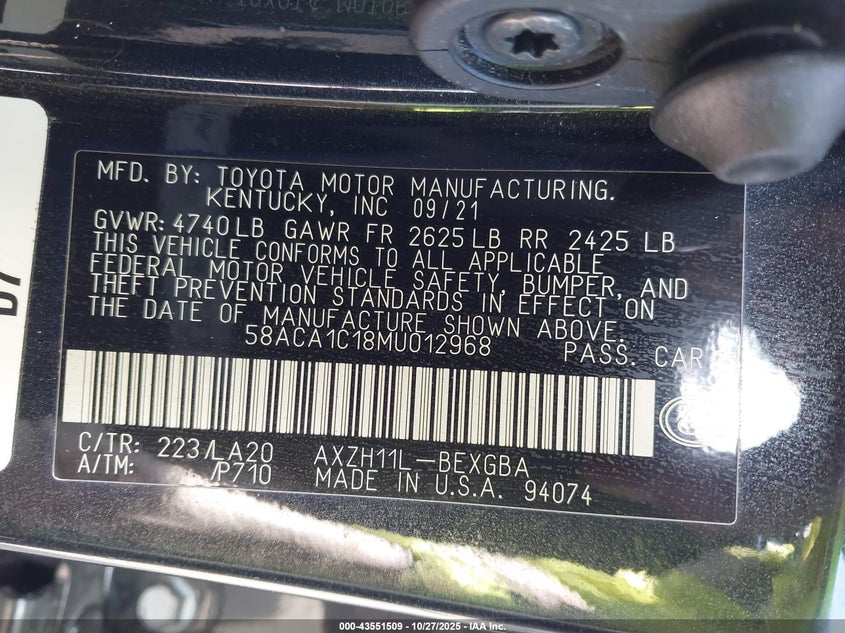 MFD. BY: TOYOTA MOTOR MANUFACTURING.
KENTUCKY, INC 09/21
GVWR: 4740LB GAWR FR 2625 LB RR 2425 LB
THIS VEHICLE CONFORMS TO ALL APPLICABLE
FEDERAL MOTOR VEHICLE SAFETY, BUMPER, AND
THEFT PREVENTION STANDARDS IN EFFECT ON
THE DATE OF MANUFACTURE SHOWN ABOVE.
58ACA1C18MU012968 PASS. CAR
C/TR: 223/LA20 AXZH11L-BEXGBA
A/TM: /P710 MADE IN U.S.A. 94074
000-43551509 | 10/27/2025 | IAA Inc.